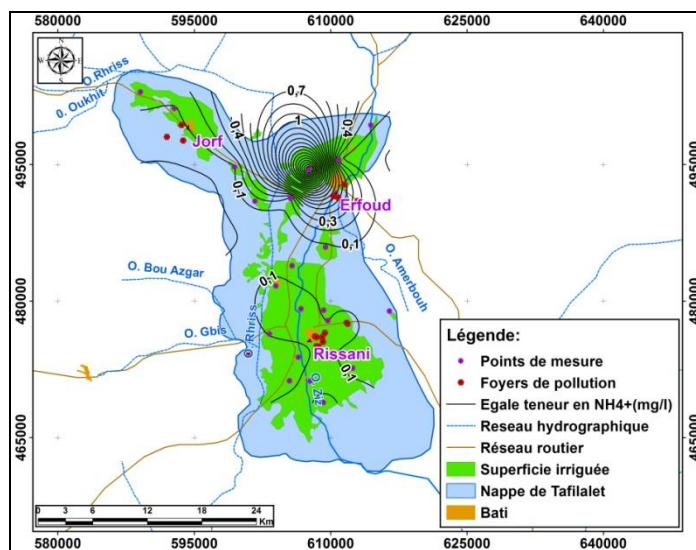 580000 595000 610000 625000 640000
N
W E
S
O.Rhriss
O. Oukhit
0,7
0,4
1
0,4
Jorf
495000 495000
0,1
Erfoud
0,3
0,1
O. Amerbouh
O. Bou Azgar
0,1
480000 480000
O. Gbis
Rhriss
Rissani
0,1
O. Ziz
465000 465000
Légende:
Points de mesure
Foyers de pollution
Egale teneur en NH4+(mg/l)
Reseau hydrographique
Réseau routier
Superficie irriguée
Nappe de Tafilalet
Bati
0 3 6 12 18 24
Km
580000 595000 610000 625000 640000